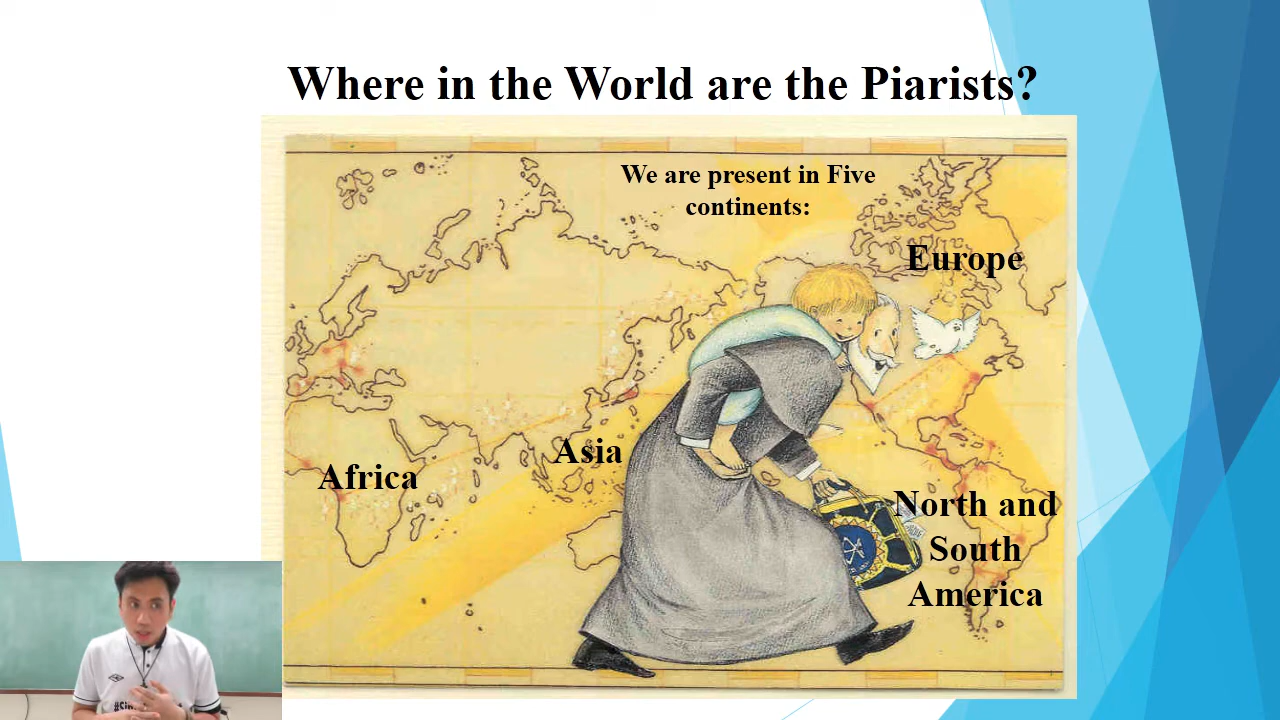 Where in the World are the Piarists?
We are present in Five
continents:
Europe
Asia
Africa
North and
South
America